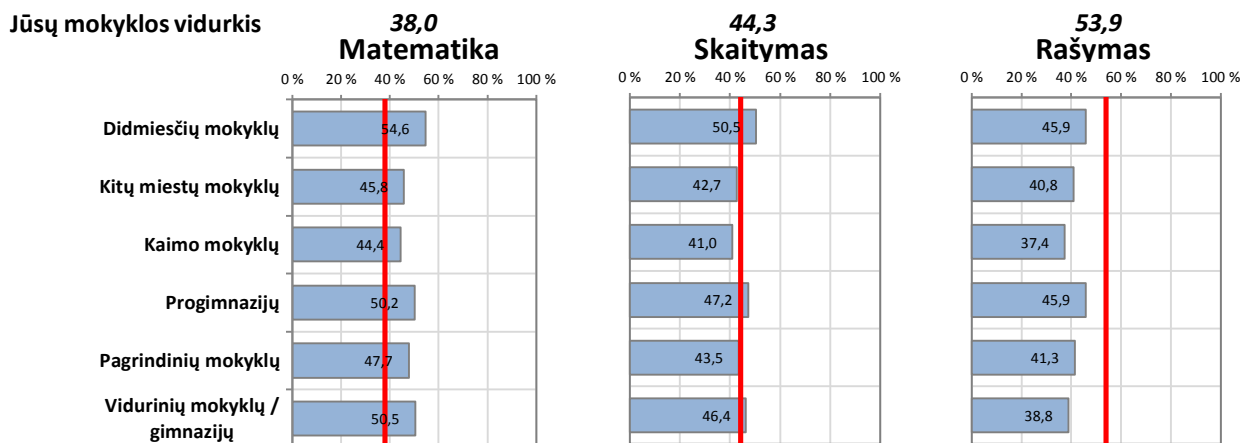 Jūsų mokyklos vidurkis 38,0 44,3 53,9
Matematika Skaitymas Rašymas
0 % 20 % 40 % 60 % 80 % 100 % 0 % 20 % 40 % 60 % 80 % 100 % 0 % 20 % 40 % 60 % 80 % 100 %
Didmiesčių mokyklų 54,6 50,5 45,9
Kitų miestų mokyklų 45,8 42,7 40,8
Kaimo mokyklų 44,4 41,0 37,4
Progimnazijų 50,2 47,2 45,9
Pagrindinių mokyklų 47,7 43,5 41,3
Vidurinių mokyklų / 50,5 46,4 38,8
gimnazijų